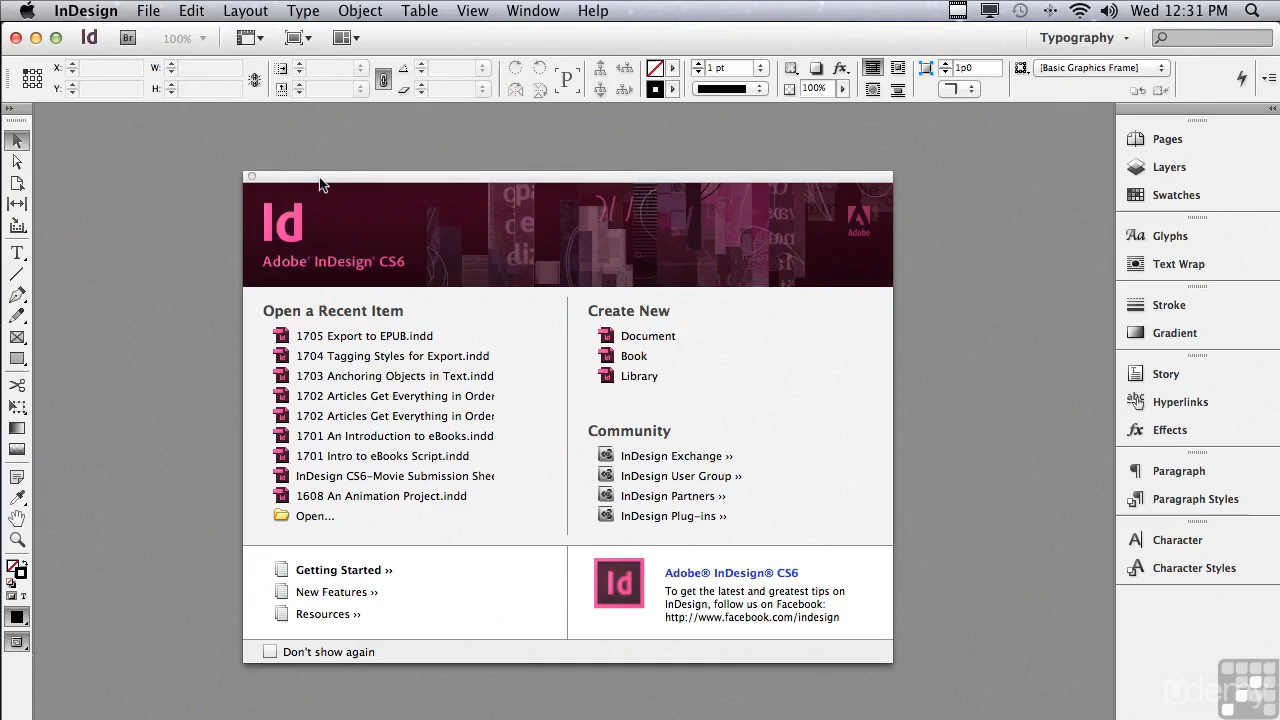 InDesign File Edit Layout Type Object Table View Window Help Wed 12:31 PM
Id Br 100% Typography
X: W: 1 pt 1p0 [Basic Graphics Frame]
Y: H: P 100%
Id
Adobe® InDesign® CS6
Adobe
Open a Recent Item
1705 Export to EPUB.indd
1704 Tagging Styles for Export.indd
1703 Anchoring Objects in Text.indd
1702 Articles Get Everything in Order
1702 Articles Get Everything in Order
1701 An Introduction to eBooks.indd
1701 Intro to eBooks Script.indd
InDesign CS6-Movie Submission Shee
1608 An Animation Project.indd
Open...
Create New
Document
Book
Library
Community
InDesign Exchange ››
InDesign User Group ››
InDesign Partners ››
InDesign Plug-ins ››
Getting Started ››
New Features ››
Resources ››
Id
Adobe® InDesign® CS6
To get the latest and greatest tips on
InDesign, follow us on Facebook:
http://www.facebook.com/indesign
Don't show again
Pages
Layers
Swatches
Glyphs
Text Wrap
Stroke
Gradient
Story
Hyperlinks
Effects
Paragraph
Paragraph Styles
Character
Character Styles
udemy